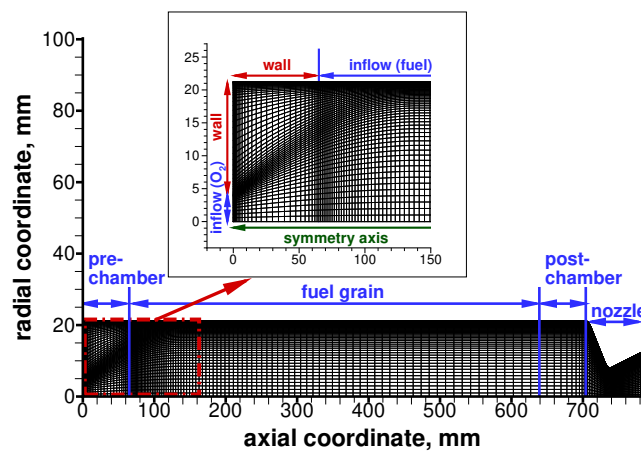 100
80
60
40
20
0
radial coordinate, mm
25
20
15
10
5
0
wall
inflow (fuel)
wall
inflow (O₂)
symmetry axis
0
50
100
150
pre-
chamber
fuel grain
post-
chamber
nozzle
0
100
200
300
400
500
600
700
axial coordinate, mm